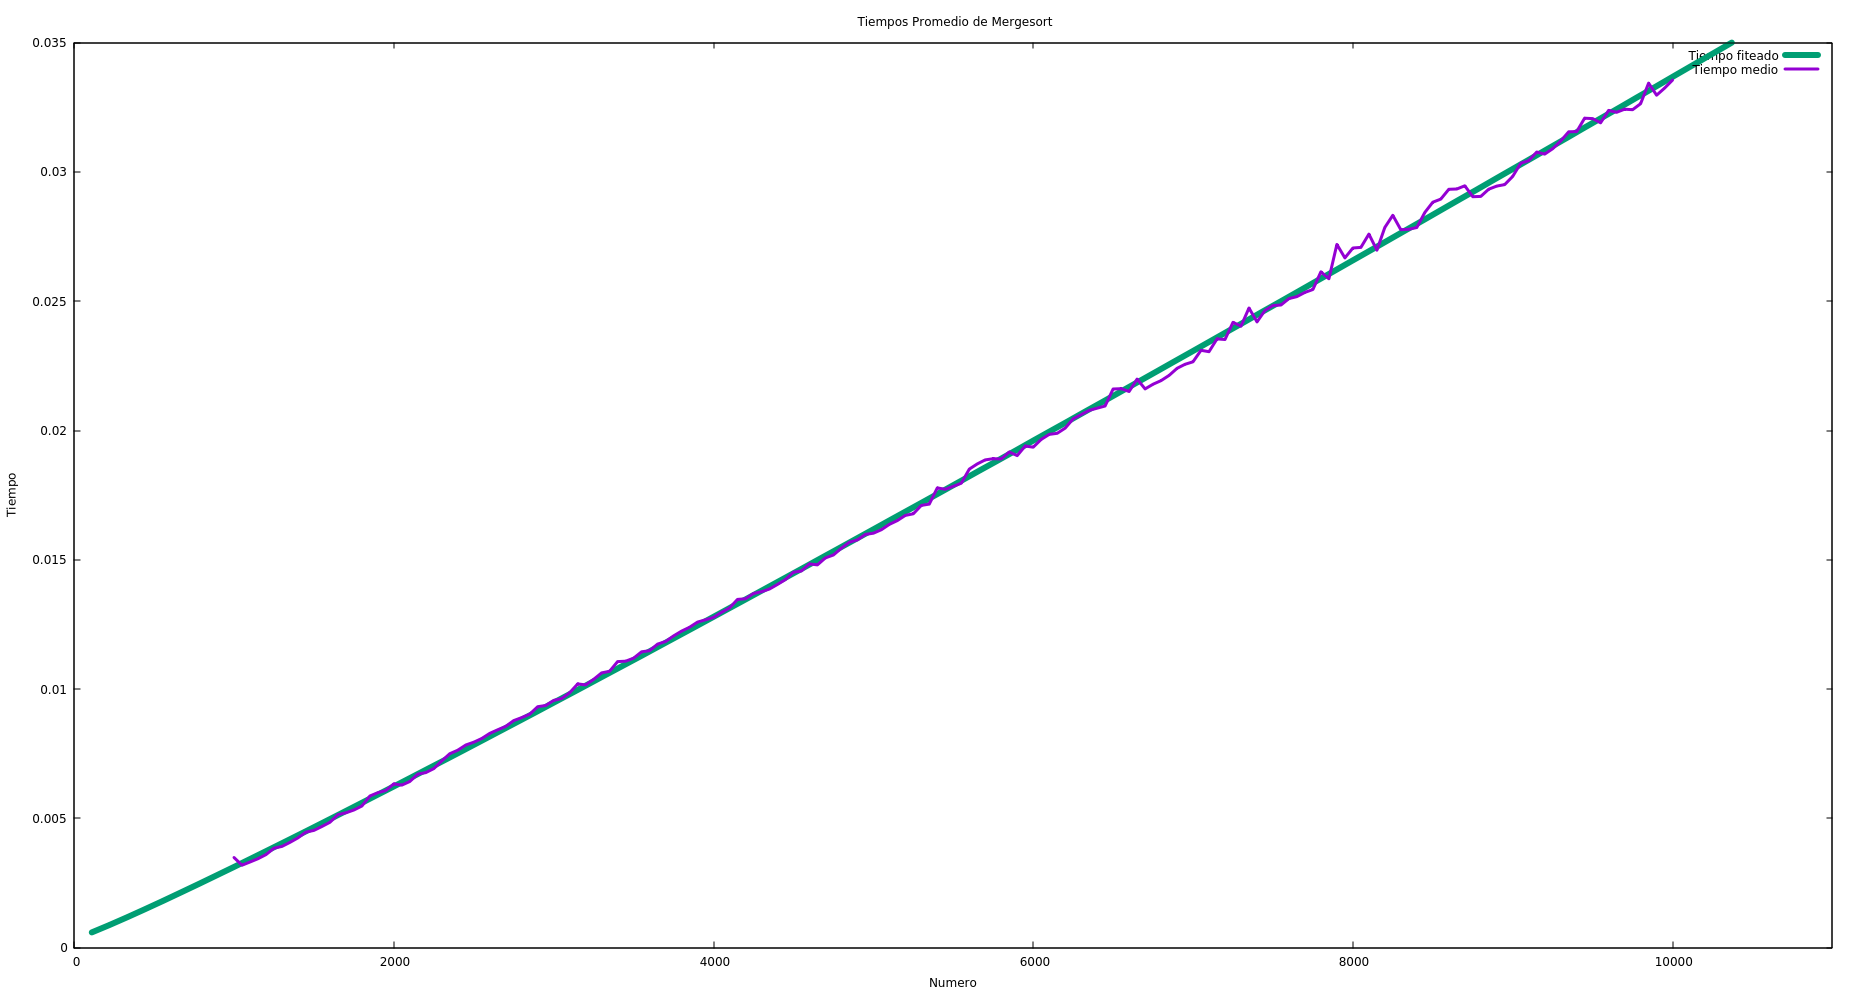 Tiempos Promedio de Mergesort
0.035
0.03
0.025
0.02
0.015
0.01
0.005
0
Tiempo
Tiempo fiteado
Tiempo medio
0 2000 4000 6000 8000 10000
Numero